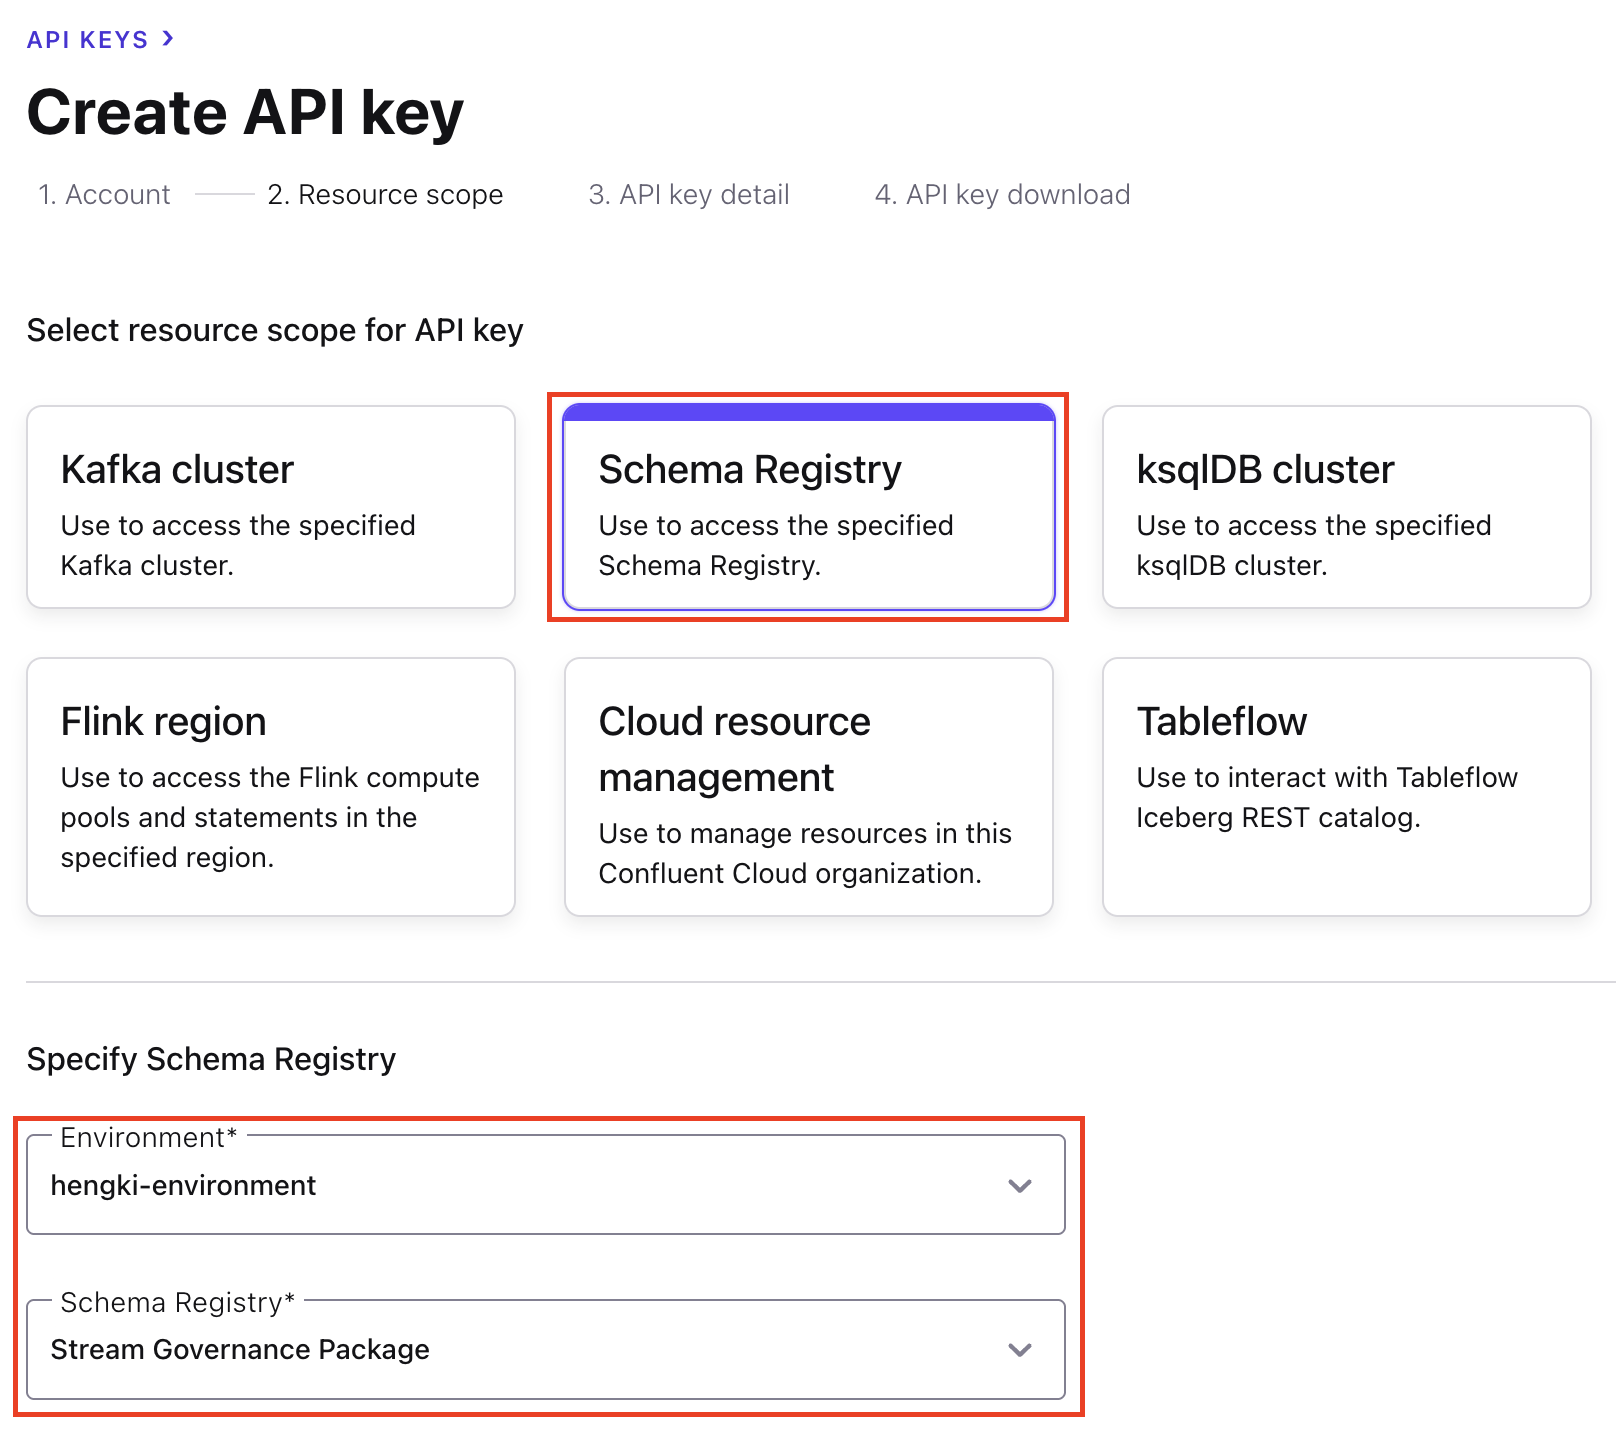 API KEYS >
Create API key
1. Account
2. Resource scope
3. API key detail
4. API key download
Select resource scope for API key
Kafka cluster
Use to access the specified
Kafka cluster.
Schema Registry
Use to access the specified
Schema Registry.
ksqlDB cluster
Use to access the specified
ksqlDB cluster.
Flink region
Use to access the Flink compute
pools and statements in the
specified region.
Cloud resource
management
Use to manage resources in this
Confluent Cloud organization.
Tableflow
Use to interact with Tableflow
Iceberg REST catalog.
Specify Schema Registry
Environment*
hengki-environment
Schema Registry*
Stream Governance Package